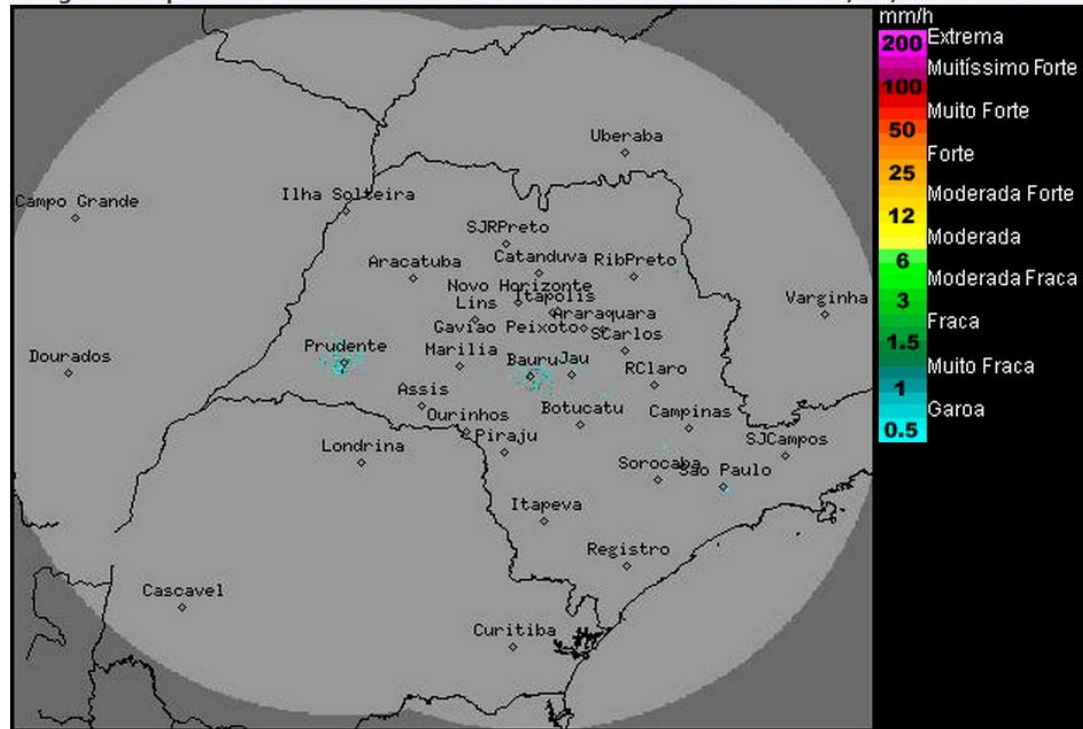 mm/h
200 Extrema
Muitíssimo Forte
100
Muito Forte
50
Forte
25
Moderada Forte
12
Moderada
6
Moderada Fraca
3
Fraca
1.5
Muito Fraca
1
Garoa
0.5
Uberaba
Ilha Solteira
Campo Grande
SJRPreto
Catanduva
RibPreto
Aracatuba
Novo Horizonte
Itapolis
Lins
Araraquara
Varginha
Gaviao Peixoto
SCarlos
Prudente
Marilia
Bauru
Jau
Dourados
RClaro
Assis
Ourinhos
Botucatu
Campinas
Piraju
Londrina
SJCampos
Sorocaba
Sao Paulo
Itapeva
Registro
Cascavel
Curitiba